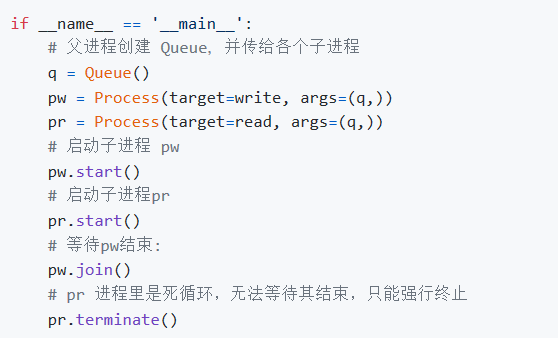 if __name__ == '__main__':
    # 父进程创建 Queue，并传给各个子进程
    q = Queue()
    pw = Process(target=write, args=(q,))
    pr = Process(target=read, args=(q,))
    # 启动子进程 pw
    pw.start()
    # 启动子进程pr
    pr.start()
    # 等待pw结束:
    pw.join()
    # pr 进程里是死循环，无法等待其结束，只能强行终止
    pr.terminate()